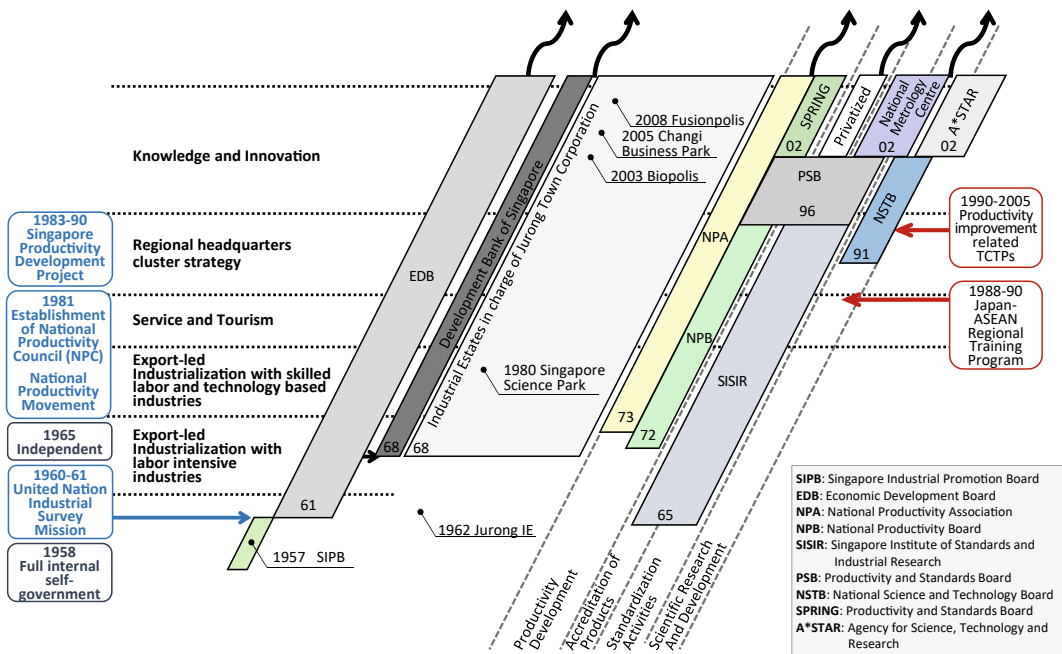 1983-90
Singapore
Productivity
Development
Project
1981
Establishment
of National
Productivity
Council (NPC)
National
Productivity
Movement
1965
Independent
1960-61
United Nation
Industrial
Survey
Mission
1958
Full internal
self-
government
Knowledge and Innovation
Regional headquarters
cluster strategy
Service and Tourism
Export-led
Industrialization with skilled
labor and technology based
industries
Export-led
Industrialization with
labor intensive
industries
1957 SIPB
EDB
61
Development Bank of Singapore
68
Industrial Estates in charge of Jurong Town Corporation
68
2008 Fusionpolis
2005 Changi
Business Park
2003 Biopolis
1980 Singapore
Science Park
1962 Jurong IE
NPA
73
NPB
72
SISIR
65
PSB
96
SPRING
02
Privatized
National
Metrology
Centre
02
A*STAR
02
NSTB
91
Productivity
Development
Accreditation of
Products
Standardization
Activities
Scientific Research
And Development
1990-2005
Productivity
improvement
related
TCTPs
1988-90
Japan-
ASEAN
Regional
Training
Program
SIPB: Singapore Industrial Promotion Board
EDB: Economic Development Board
NPA: National Productivity Association
NPB: National Productivity Board
SISIR: Singapore Institute of Standards and
Industrial Research
PSB: Productivity and Standards Board
NSTB: National Science and Technology Board
SPRING: Productivity and Standards Board
A*STAR: Agency for Science, Technology and
Research